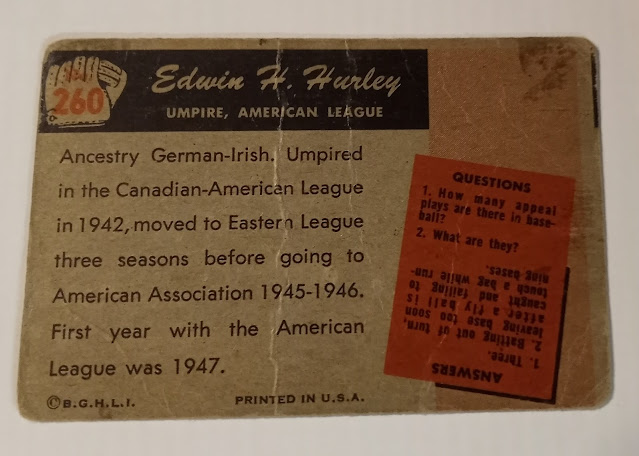 No.
260
Edwin H. Hurley
UMPIRE, AMERICAN LEAGUE
Ancestry German-Irish. Umpired
in the Canadian-American League
in 1942, moved to Eastern League
three seasons before going to
American Association 1945-1946.
First year with the American
League was 1947.
©B.G.H.L.I.
PRINTED IN U.S.A.
QUESTIONS
1. How many appeal
plays are there in base-
ball?
2. What are they?
ANSWERS
1. Three.
2. Batting out of turn,
leaving base too soon
after a fly ball is
caught and failing to
touch a bag while run-
ning bases.